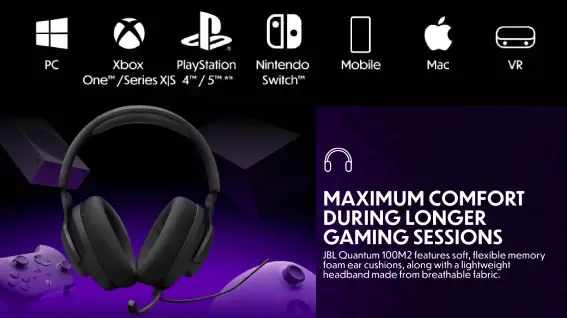 PC
Xbox
One™/Series X|S
PlayStation
4™ / 5™ **
Nintendo
Switch™
Mobile
Mac
VR
MAXIMUM COMFORT
DURING LONGER
GAMING SESSIONS
JBL Quantum 100M2 features soft, flexible memory
foam ear cushions, along with a lightweight
headband made from breathable fabric.